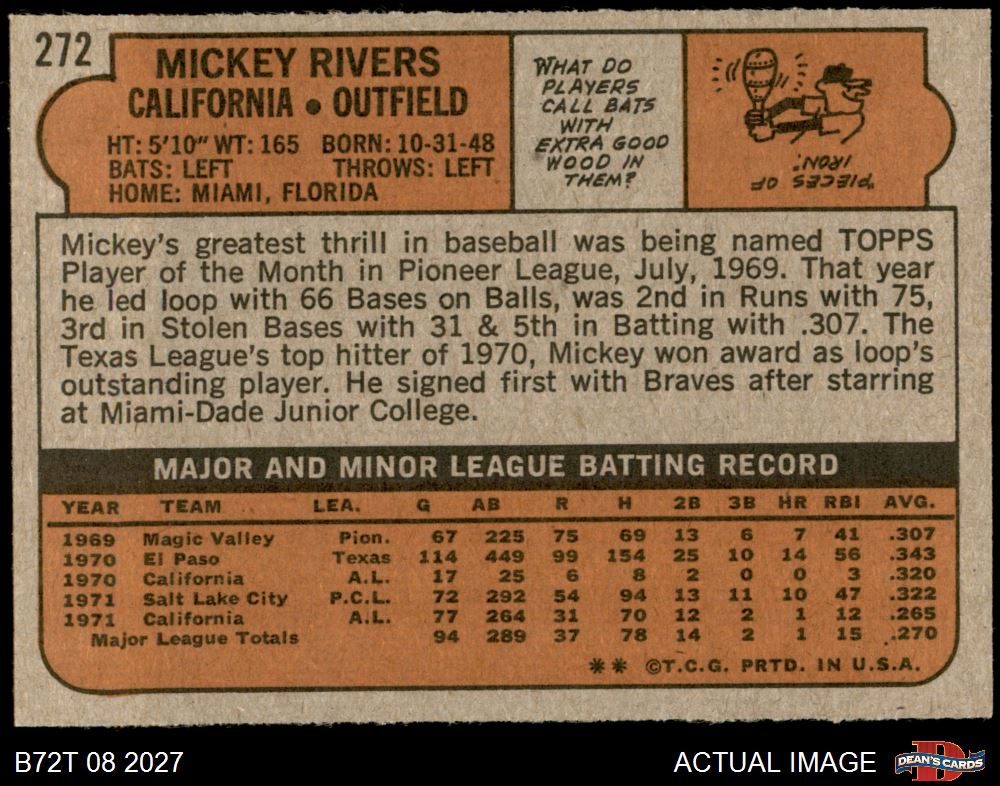 272
MICKEY RIVERS
CALIFORNIA • OUTFIELD
HT: 5'10" WT: 165 BORN: 10-31-48
BATS: LEFT THROWS: LEFT
HOME: MIAMI, FLORIDA
WHAT DO
PLAYERS
CALL BATS
WITH
EXTRA GOOD
WOOD IN
THEM?
"PIECES OF
IRON."
Mickey's greatest thrill in baseball was being named TOPPS
Player of the Month in Pioneer League, July, 1969. That year
he led loop with 66 Bases on Balls, was 2nd in Runs with 75,
3rd in Stolen Bases with 31 & 5th in Batting with .307. The
Texas League's top hitter of 1970, Mickey won award as loop's
outstanding player. He signed first with Braves after starring
at Miami-Dade Junior College.
MAJOR AND MINOR LEAGUE BATTING RECORD
YEAR TEAM LEA. G AB R H 2B 3B HR RBI AVG.
1969 Magic Valley Pion. 67 225 75 69 13 6 7 41 .307
1970 El Paso Texas 114 449 99 154 25 10 14 56 .343
1970 California A.L. 17 25 6 8 2 0 0 3 .320
1971 Salt Lake City P.C.L. 72 292 54 94 13 11 10 47 .322
1971 California A.L. 77 264 31 70 12 2 1 12 .265
Major League Totals 94 289 37 78 14 2 1 15 .270
** ©T.C.G. PRTD. IN U.S.A.
B72T 08 2027
ACTUAL IMAGE
DEAN'S CARDS